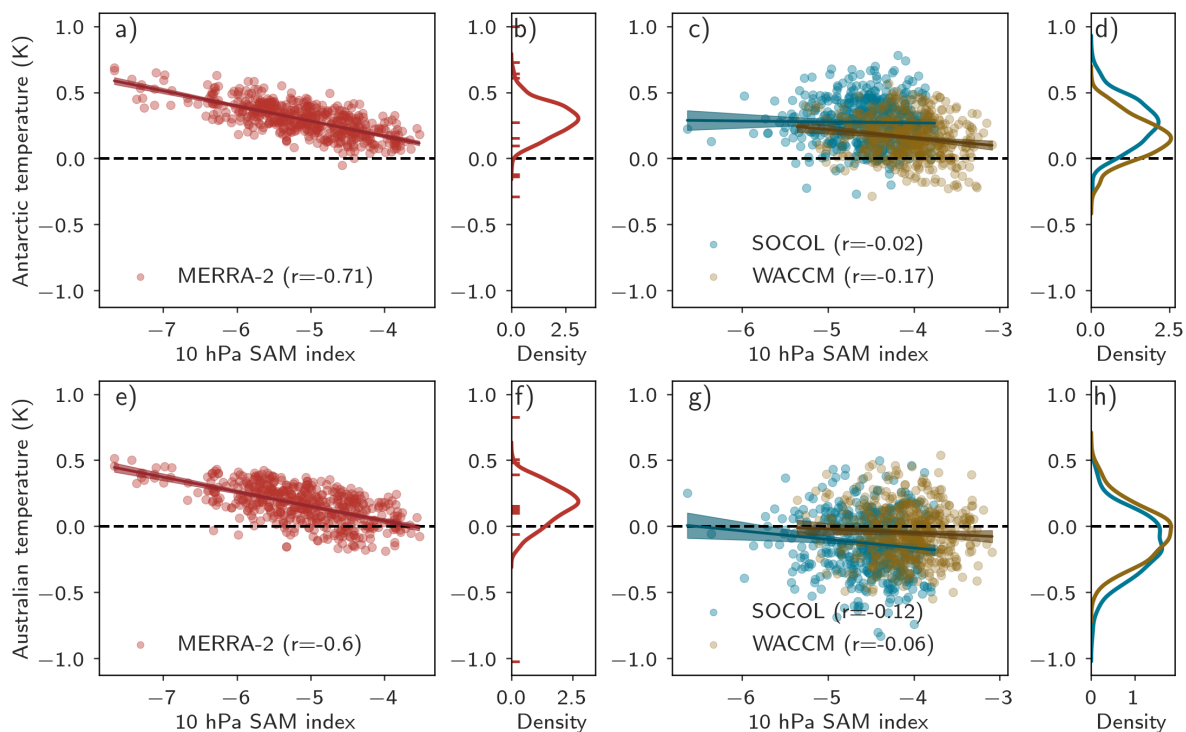 a)
b)
c)
d)
Antarctic temperature (K)
1.0
0.5
0.0
−0.5
−1.0
MERRA-2 (r=-0.71)
−7 −6 −5 −4
10 hPa SAM index
1.0
0.5
0.0
−0.5
−1.0
0.0 2.5
Density
1.0
0.5
0.0
−0.5
−1.0
SOCOL (r=-0.02)
WACCM (r=-0.17)
−6 −5 −4 −3
10 hPa SAM index
1.0
0.5
0.0
−0.5
−1.0
0.0 2.5
Density
e)
f)
g)
h)
Australian temperature (K)
1.0
0.5
0.0
−0.5
−1.0
MERRA-2 (r=-0.6)
−7 −6 −5 −4
10 hPa SAM index
1.0
0.5
0.0
−0.5
−1.0
0.0 2.5
Density
1.0
0.5
0.0
−0.5
−1.0
SOCOL (r=-0.12)
WACCM (r=-0.06)
−6 −5 −4 −3
10 hPa SAM index
1.0
0.5
0.0
−0.5
−1.0
0 1
Density